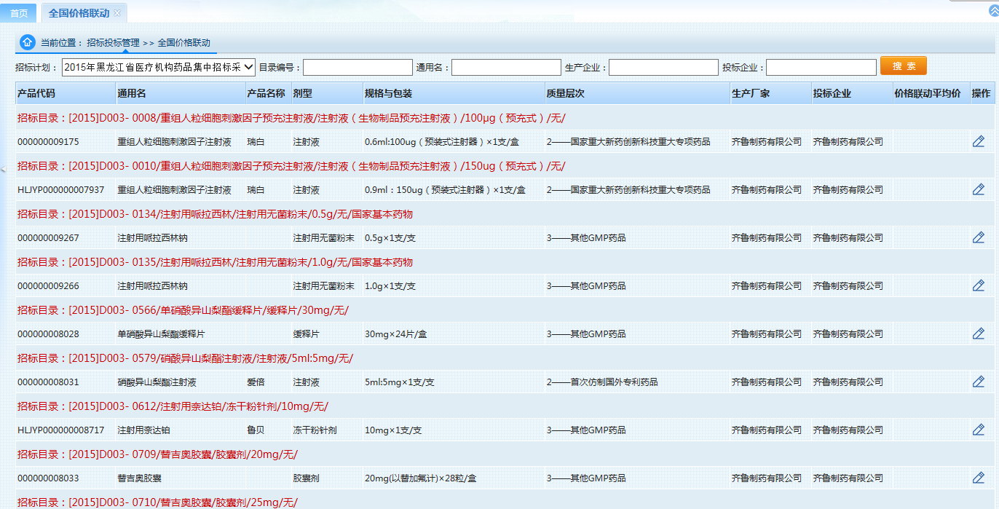 首页 全国价格联动
当前位置： 招标投标管理 >> 全国价格联动
招标计划： 2015年黑龙江省医疗机构药品集中招标采 目录编号： 通用名： 生产企业： 投标企业： 搜 索
产品代码 通用名 产品名称 剂型 规格与包装 质量层次 生产厂家 投标企业 价格联动平均价 操作
招标目录：[2015]D003- 0008/重组人粒细胞刺激因子预充注射液/注射液（生物制品预充注射液）/100μg（预充式）/无/
000000009175 重组人粒细胞刺激因子注射液 瑞白 注射液 0.6ml:100ug（预装式注射器）×1支/盒 2——国家重大新药创新科技重大专项药品 齐鲁制药有限公司 齐鲁制药有限公司
招标目录：[2015]D003- 0010/重组人粒细胞刺激因子预充注射液/注射液（生物制品预充注射液）/150ug（预充式）/无/
HLJYP000000007937 重组人粒细胞刺激因子注射液 瑞白 注射液 0.9ml：150ug（预装式注射器）×1支/盒 2——国家重大新药创新科技重大专项药品 齐鲁制药有限公司 齐鲁制药有限公司
招标目录：[2015]D003- 0134/注射用哌拉西林/注射用无菌粉末/0.5g/无/国家基本药物
000000009267 注射用哌拉西林钠 注射用无菌粉末 0.5g×1支/支 3——其他GMP药品 齐鲁制药有限公司 齐鲁制药有限公司
招标目录：[2015]D003- 0135/注射用哌拉西林/注射用无菌粉末/1.0g/无/国家基本药物
000000009266 注射用哌拉西林钠 注射用无菌粉末 1.0g×1支/支 3——其他GMP药品 齐鲁制药有限公司 齐鲁制药有限公司
招标目录：[2015]D003- 0566/单硝酸异山梨酯缓释片/缓释片/30mg/无/
000000008028 单硝酸异山梨酯缓释片 缓释片 30mg×24片/盒 3——其他GMP药品 齐鲁制药有限公司 齐鲁制药有限公司
招标目录：[2015]D003- 0579/硝酸异山梨酯注射液/注射液/5ml:5mg/无/
000000008031 硝酸异山梨酯注射液 爱倍 注射液 5ml:5mg×1支/支 2——首次仿制国外专利药品 齐鲁制药有限公司 齐鲁制药有限公司
招标目录：[2015]D003- 0612/注射用奈达铂/冻干粉针剂/10mg/无/
HLJYP000000008717 注射用奈达铂 鲁贝 冻干粉针剂 10mg×1支/支 3——其他GMP药品 齐鲁制药有限公司 齐鲁制药有限公司
招标目录：[2015]D003- 0709/替吉奥胶囊/胶囊剂/20mg/无/
000000008033 替吉奥胶囊 胶囊剂 20mg(以替加氟计)×28粒/盒 3——其他GMP药品 齐鲁制药有限公司 齐鲁制药有限公司
招标目录：[2015]D003- 0710/替吉奥胶囊/胶囊剂/25mg/无/